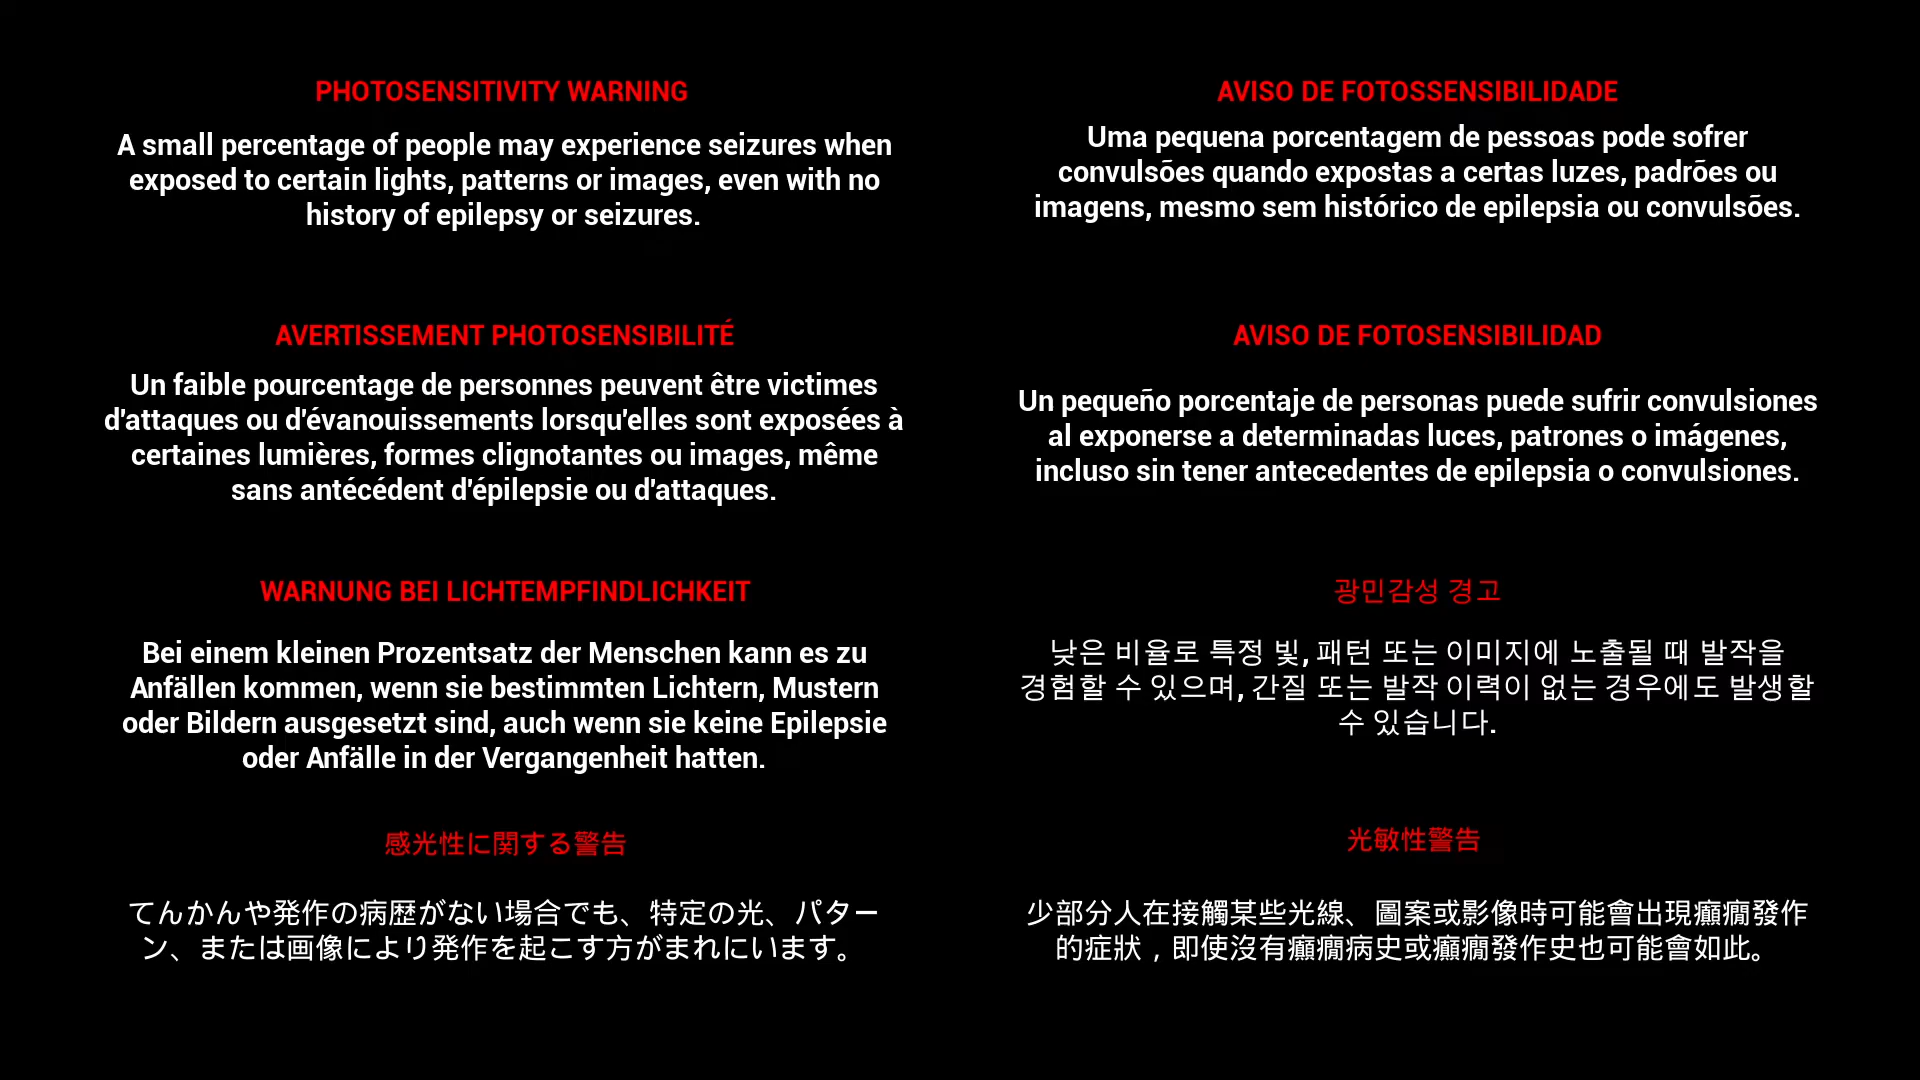 PHOTOSENSITIVITY WARNING
A small percentage of people may experience seizures when
exposed to certain lights, patterns or images, even with no
history of epilepsy or seizures.
AVISO DE FOTOSSENSIBILIDADE
Uma pequena porcentagem de pessoas pode sofrer
convulsões quando expostas a certas luzes, padrões ou
imagens, mesmo sem histórico de epilepsia ou convulsões.
AVERTISSEMENT PHOTOSENSIBILITÉ
Un faible pourcentage de personnes peuvent être victimes
d'attaques ou d'évanouissements lorsqu'elles sont exposées à
certaines lumières, formes clignotantes ou images, même
sans antécédent d'épilepsie ou d'attaques.
AVISO DE FOTOSENSIBILIDAD
Un pequeño porcentaje de personas puede sufrir convulsiones
al exponerse a determinadas luces, patrones o imágenes,
incluso sin tener antecedentes de epilepsia o convulsiones.
WARNUNG BEI LICHTEMPFINDLICHKEIT
Bei einem kleinen Prozentsatz der Menschen kann es zu
Anfällen kommen, wenn sie bestimmten Lichtern, Mustern
oder Bildern ausgesetzt sind, auch wenn sie keine Epilepsie
oder Anfälle in der Vergangenheit hatten.
광민감성 경고
낮은 비율로 특정 빛, 패턴 또는 이미지에 노출될 때 발작을
경험할 수 있으며, 간질 또는 발작 이력이 없는 경우에도 발생할
수 있습니다.
感光性に関する警告
てんかんや発作の病歴がない場合でも、特定の光、パター
ン、または画像により発作を起こす方がまれにいます。
光敏性警告
少部分人在接觸某些光線、圖案或影像時可能會出現癲癇發作
的症狀，即使沒有癲癇病史或癲癇發作史也可能會如此。